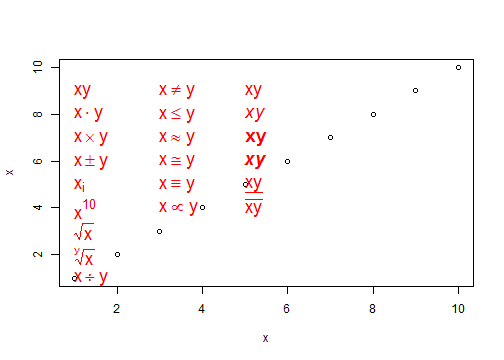 10
8
6
4
2
x
xy
x · y
x × y
x ± y
xᵢ
x¹⁰
√x
ʸ√x
x ÷ y
x ≠ y
x ≤ y
x ≈ y
x ≅ y
x ≡ y
x ∝ y
xy
xy
xy
xy
xy
xy
2 4 6 8 10
x